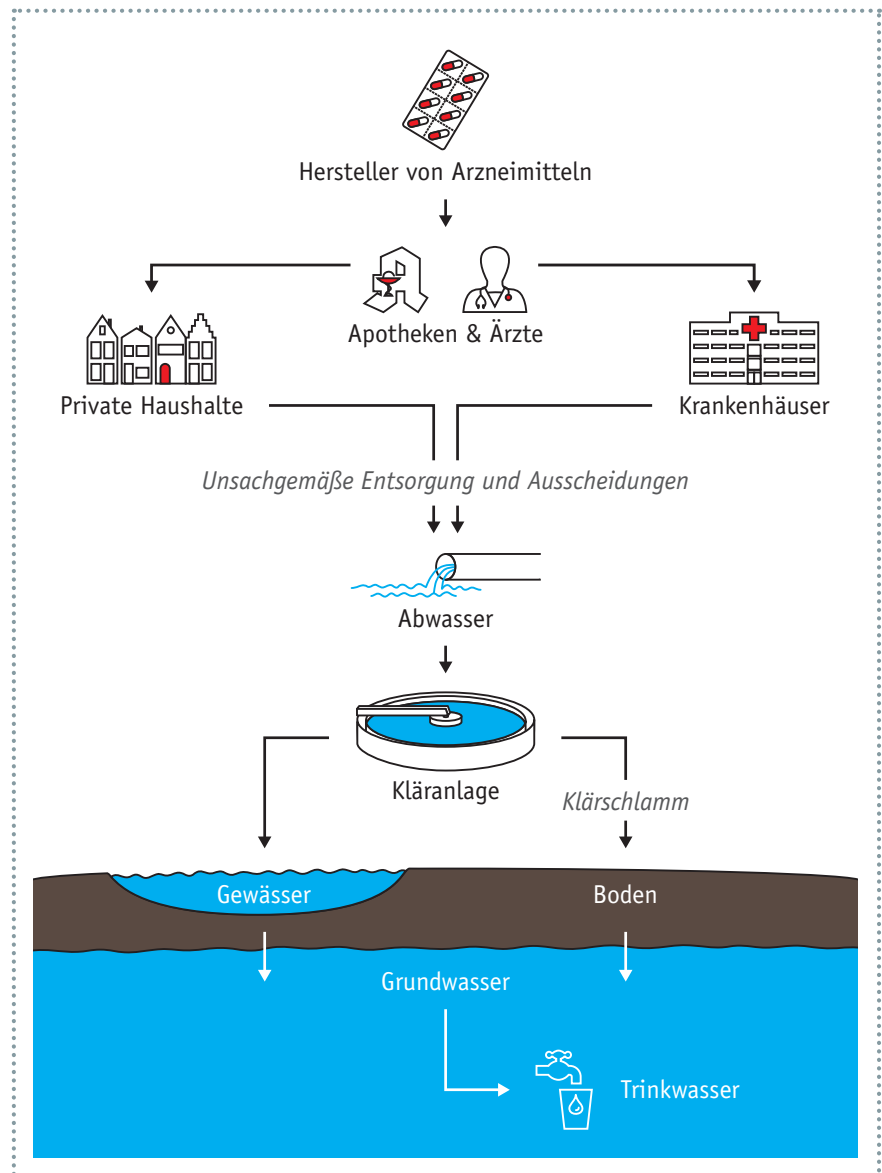 Hersteller von Arzneimitteln
Apotheken & Ärzte
Private Haushalte
Krankenhäuser
Unsachgemäße Entsorgung und Ausscheidungen
Abwasser
Kläranlage
Klärschlamm
Gewässer
Boden
Grundwasser
Trinkwasser